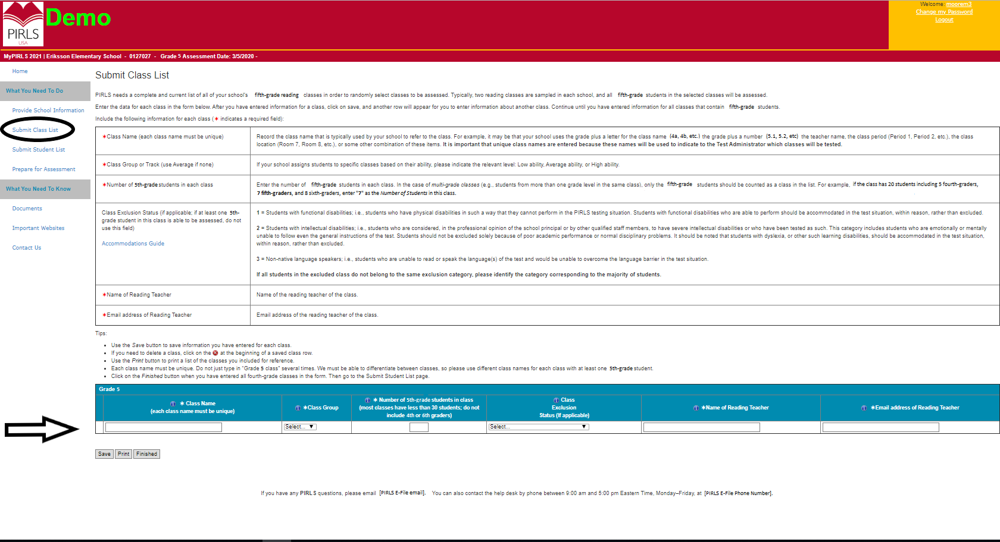 PIRLS
USA
Demo
Welcome: moorem3
Change my Password
Logout
MyPIRLS 2021 | Eriksson Elementary School - 0127027 - Grade 5 Assessment Date: 3/5/2020 -
Home
What You Need To Do
Provide School Information
Submit Class List
Submit Student List
Prepare for Assessment
What You Need To Know
Documents
Important Websites
Contact Us
Submit Class List
PIRLS needs a complete and current list of all of your school's fifth-grade reading classes in order to randomly select classes to be assessed. Typically, two reading classes are sampled in each school, and all fifth-grade students in the selected classes will be assessed.
Enter the data for each class in the form below. After you have entered information for a class, click on save, and another row will appear for you to enter information about another class. Continue until you have entered information for all classes that contain fifth-grade students.
Include the following information for each class (✶ indicates a required field):
✶Class Name (each class name must be unique)
Record the class name that is typically used by your school to refer to the class. For example, it may be that your school uses the grade plus a letter for the class name (4a, 4b, etc.) the grade plus a number (5.1, 5.2, etc) the teacher name, the class period (Period 1, Period 2, etc.), the class
location (Room 7, Room 8, etc.), or some other combination of these items. It is important that unique class names are entered because these names will be used to indicate to the Test Administrator which classes will be tested.
✶Class Group or Track (use Average if none)
If your school assigns students to specific classes based on their ability, please indicate the relevant level: Low ability, Average ability, or High ability.
✶Number of 5th-grade students in each class
Enter the number of fifth-grade students in each class. In the case of multi-grade classes (e.g., students from more than one grade level in the same class), only the fifth-grade students should be counted as a class in the list. For example, if the class has 20 students including 5 fourth-graders,
7 fifth-graders, and 8 sixth-graders, enter "7" as the Number of Students in this class.
Class Exclusion Status (if applicable; if at least one 5th-
grade student in this class is able to be assessed, do not
use this field)
Accommodations Guide
1 = Students with functional disabilities; i.e., students who have physical disabilities in such a way that they cannot perform in the PIRLS testing situation. Students with functional disabilities who are able to perform should be accommodated in the test situation, within reason, rather than excluded.
2 = Students with intellectual disabilities; i.e., students who are considered, in the professional opinion of the school principal or by other qualified staff members, to have severe intellectual disabilities or who have been tested as such. This category includes students who are emotionally or mentally
unable to follow even the general instructions of the test. Students should not be excluded solely because of poor academic performance or normal disciplinary problems. It should be noted that students with dyslexia, or other such learning disabilities, should be accommodated in the test situation,
within reason, rather than excluded.
3 = Non-native language speakers; i.e., students who are unable to read or speak the language(s) of the test and would be unable to overcome the language barrier in the test situation.
If all students in the excluded class do not belong to the same exclusion category, please identify the category corresponding to the majority of students.
✶Name of Reading Teacher
Name of the reading teacher of the class.
✶Email address of Reading Teacher
Email address of the reading teacher of the class.
Tips:
• Use the Save button to save information you have entered for each class.
• If you need to delete a class, click on the at the beginning of a saved class row.
• Use the Print button to print a list of the classes you included for reference.
• Each class name must be unique. Do not just type in "Grade 5 class" several times. We must be able to differentiate between classes, so please use different class names for each class with at least one 5th-grade student.
• Click on the Finished button when you have entered all fourth-grade classes in the form. Then go to the Submit Student List page.
Grade 5
✶ Class Name
(each class name must be unique)
✶Class Group
✶ Number of 5th-grade students in class
(most classes have less than 30 students; do not
include 4th or 6th graders)
Class
Exclusion
Status (If applicable)
✶Name of Reading Teacher
✶Email address of Reading Teacher
Select...
Select...
Save Print Finished
If you have any PIRLS questions, please email [PIRLS E-File email]. You can also contact the help desk by phone between 9:00 am and 5:00 pm Eastern Time, Monday–Friday, at [PIRLS E-File Phone Number].